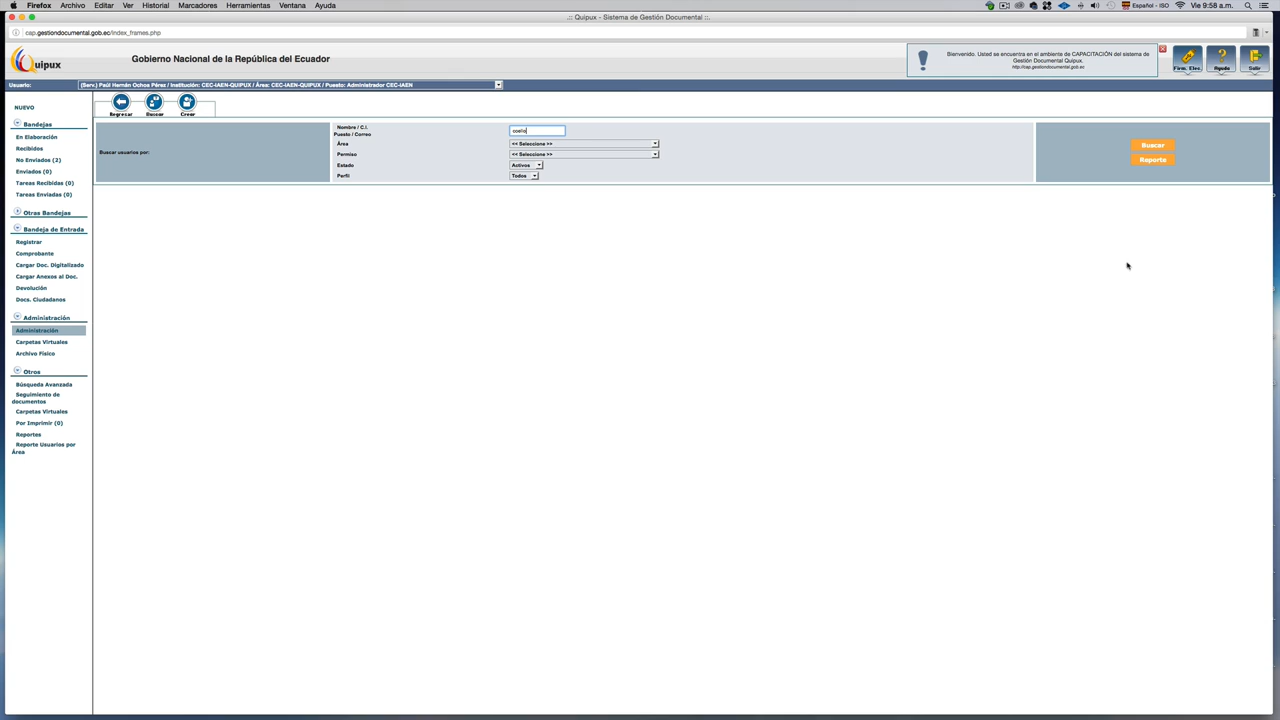 Firefox Archivo Editar Ver Historial Marcadores Herramientas Ventana Ayuda Español - ISO Vie 9:58 a.m.
.:: Quipux - Sistema de Gestión Documental ::.
cap.gestiondocumental.gob.ec/index_frames.php
Quipux
Gobierno Nacional de la República del Ecuador
Bienvenido. Usted se encuentra en el ambiente de CAPACITACIÓN del sistema de
Gestión Documental Quipux.
http://cap.gestiondocumental.gob.ec
Firm. Elec. Ayuda Salir
Usuario: (Serv.) Paúl Hernán Ochoa Pérez / Institución: CEC-IAEN-QUIPUX / Área: CEC-IAEN-QUIPUX / Puesto: Administrador CEC-IAEN
NUEVO
Bandejas
En Elaboración
Recibidos
No Enviados (2)
Enviados (0)
Tareas Recibidas (0)
Tareas Enviadas (0)
Otras Bandejas
Bandeja de Entrada
Registrar
Comprobante
Cargar Doc. Digitalizado
Cargar Anexos al Doc.
Devolución
Docs. Ciudadanos
Administración
Administración
Carpetas Virtuales
Archivo Físico
Otros
Búsqueda Avanzada
Seguimiento de
documentos
Carpetas Virtuales
Por Imprimir (0)
Reportes
Reporte Usuarios por
Área
Regresar Buscar Crear
Buscar usuarios por:
Nombre / C.I.
Puesto / Correo
coello
Área << Seleccione >>
Permiso << Seleccione >>
Estado Activos
Perfil Todos
Buscar
Reporte